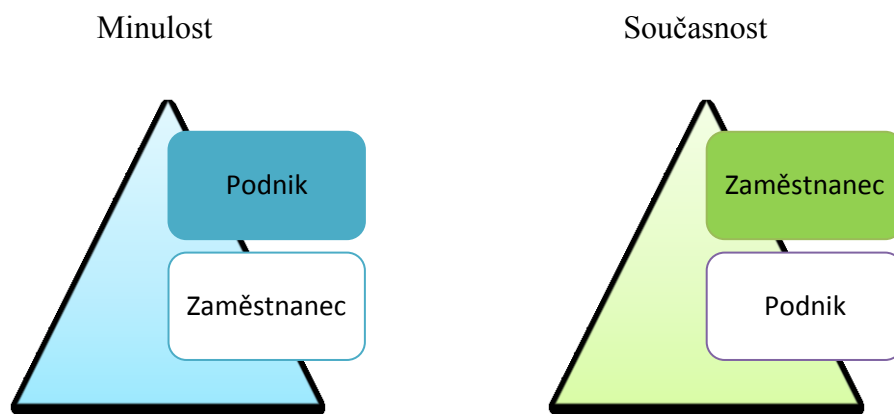 Minulost
Současnost
Podnik
Zaměstnanec
Zaměstnanec
Podnik